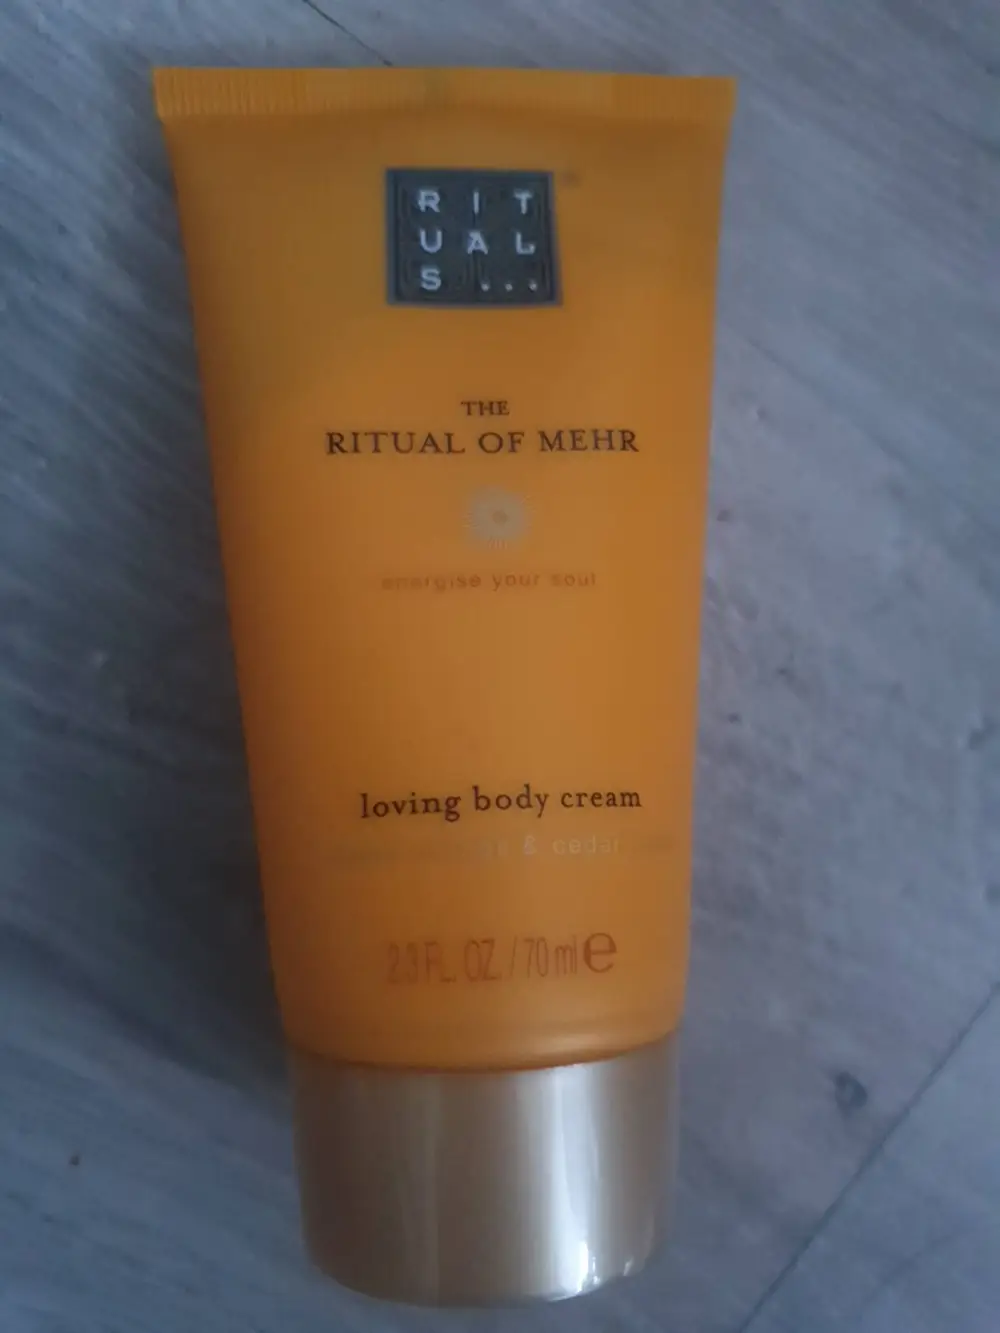 RIT
UAL
S...
THE
RITUAL OF MEHR
energise your soul
loving body cream
& cedar
2.3 FL. OZ. / 70 ml e